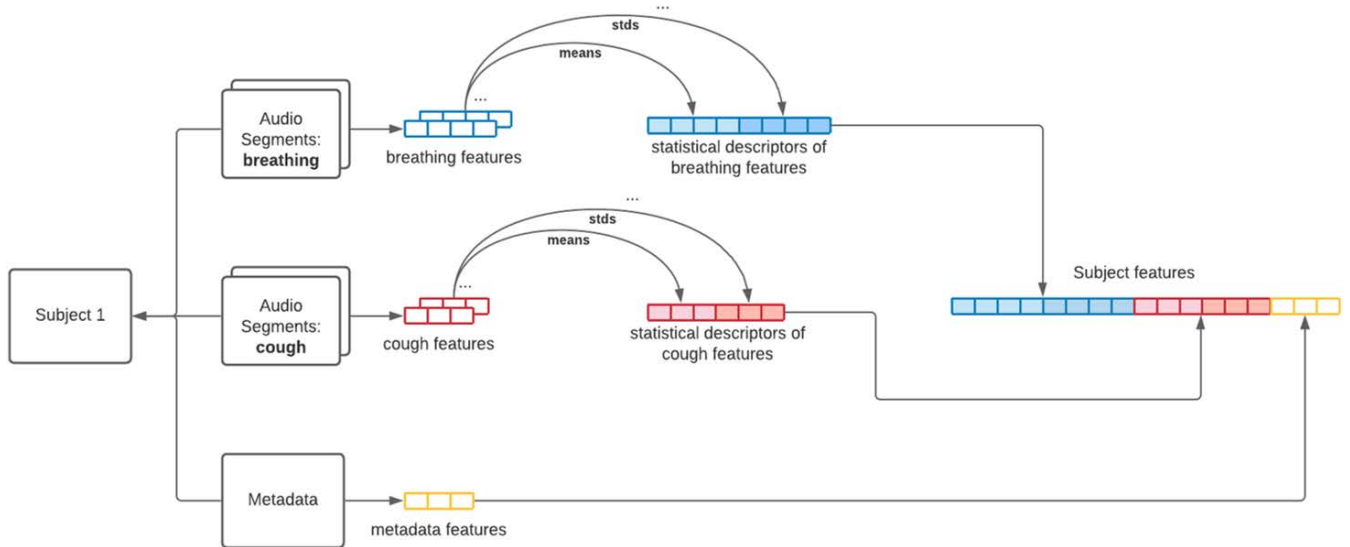 ...
stds
means
...
Audio
Segments:
breathing
breathing features
statistical descriptors of
breathing features
...
stds
means
...
Subject 1
Audio
Segments:
cough
cough features
statistical descriptors of
cough features
Subject features
Metadata
metadata features